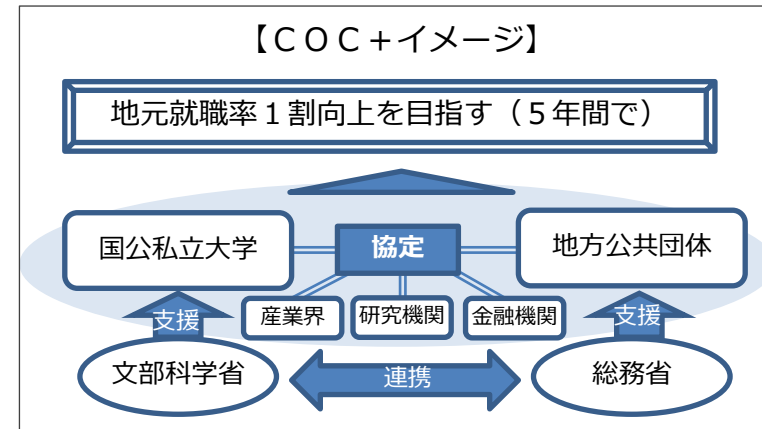 【ＣＯＣ＋イメージ】
地元就職率１割向上を目指す（５年間で）
国公私立大学
協定
地方公共団体
産業界
研究機関
金融機関
支援
支援
文部科学省
連携
総務省